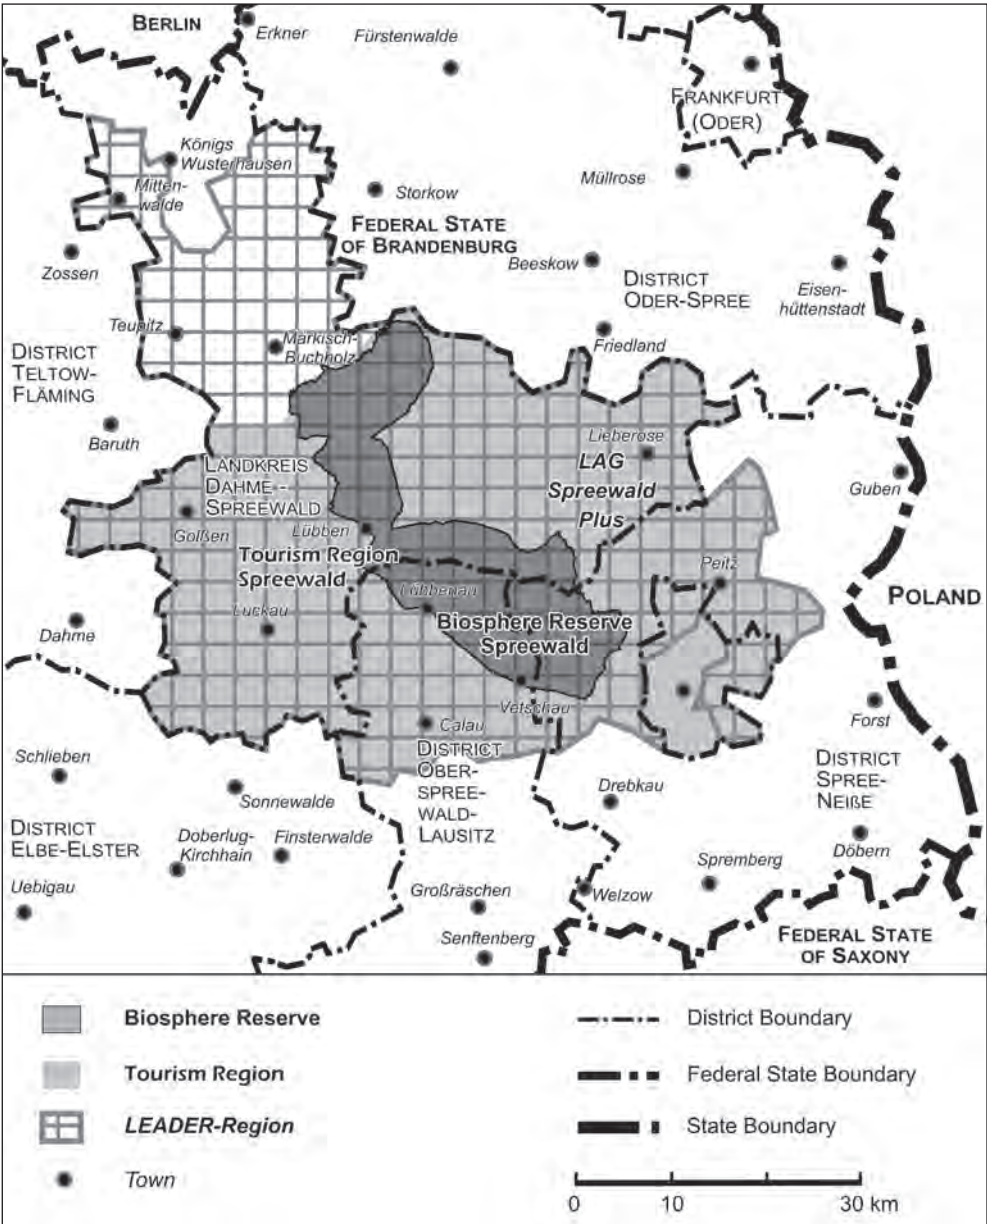 BERLIN
Erkner
Fürstenwalde
FRANKFURT
(ODER)
Königs
Wusterhausen
Mitten-
walde
Storkow
Müllrose
FEDERAL STATE
OF BRANDENBURG
Zossen
Beeskow
DISTRICT
ODER-SPREE
Eisen-
hüttenstadt
Teupitz
Märkisch-
Buchholz
Friedland
DISTRICT
TELTOW-
FLÄMING
Baruth
Lieberose
LAG
Spreewald
Plus
Guben
LANDKREIS
DAHME-
SPREEWALD
Golßen
Lübben
Tourism Region
Spreewald
Lübbenau
Peitz
POLAND
Luckau
Dahme
Biosphere Reserve
Spreewald
Vetschau
Calau
Forst
DISTRICT
OBER-
SPREE-
WALD-
LAUSITZ
Schlieben
Sonnewalde
Drebkau
DISTRICT
SPREE-
NEIßE
DISTRICT
ELBE-ELSTER
Doberlug-
Kirchhain
Finsterwalde
Döbern
Spremberg
Uebigau
Großräschen
Welzow
Senftenberg
FEDERAL STATE
OF SAXONY
Biosphere Reserve
Tourism Region
LEADER-Region
Town
District Boundary
Federal State Boundary
State Boundary
0 10 30 km